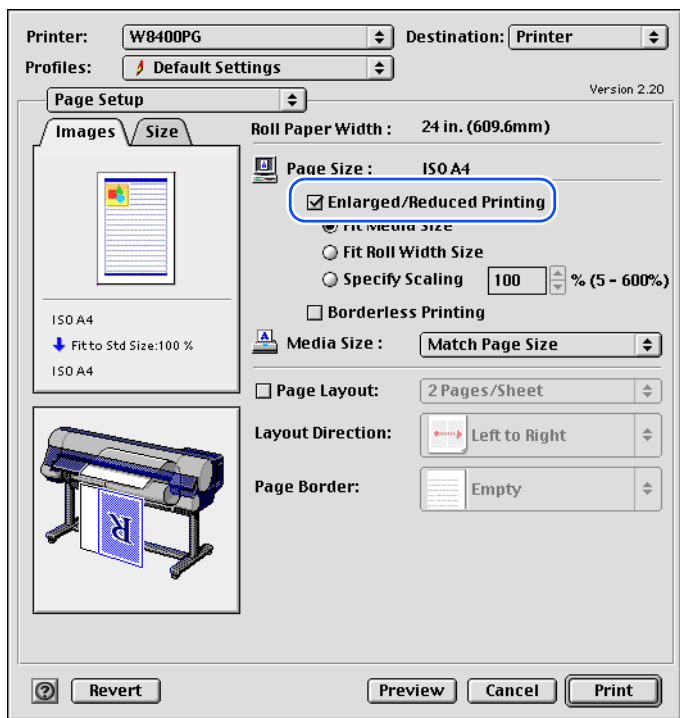 Printer: W8400PG Destination: Printer
Profiles: Default Settings
Version 2.20
Page Setup
Images Size
Roll Paper Width : 24 in. (609.6mm)
Page Size : ISO A4
Enlarged/Reduced Printing
Fit Media Size
Fit Roll Width Size
Specify Scaling 100 % (5 - 600%)
Borderless Printing
ISO A4
Fit to Std Size:100 %
ISO A4
Media Size : Match Page Size
Page Layout: 2 Pages/Sheet
Layout Direction: Left to Right
Page Border: Empty
R
? Revert Preview Cancel Print